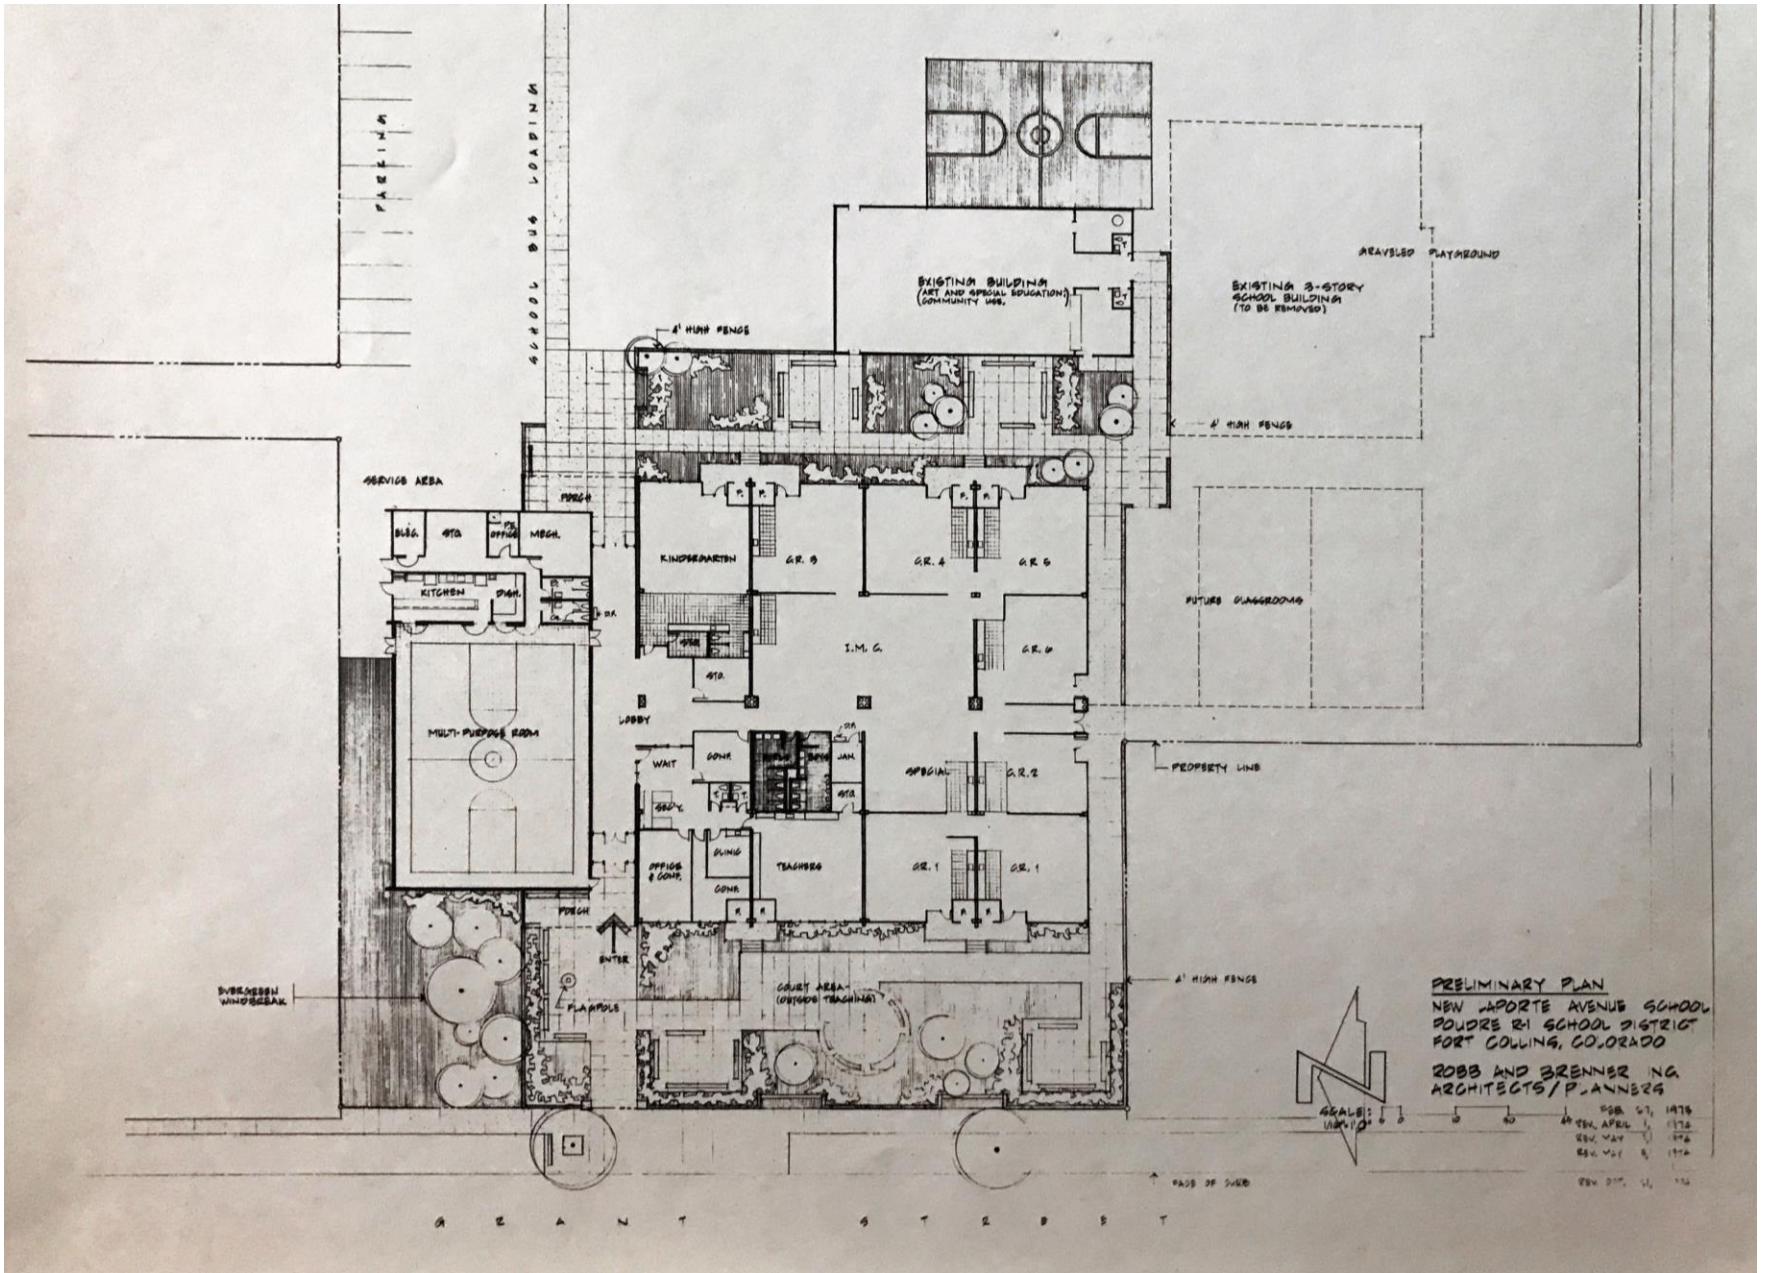 PARKING
SCHOOL BUS LOADING
EXISTING BUILDING
(ART AND SPECIAL EDUCATION)
COMMUNITY USE.
GRAVELED PLAYGROUND
EXISTING 3-STORY
SCHOOL BUILDING
(TO BE REMOVED)
4' HIGH FENCE
4' HIGH FENCE
SERVICE AREA
PORCH
STO.
OFFICE
MECH.
KITCHEN
DISH.
KINDERGARTEN
GR. 3
GR. 4
GR. 5
P.
P.
P.
P.
FUTURE CLASSROOMS
I.M.C.
GR. 6
STO.
LOBBY
MULTI-PURPOSE ROOM
WAIT
CONF.
BOYS
JAN.
SPECIAL
GR. 2
PROPERTY LINE
SECY.
T.
T.
STO.
OFFICE
& CONF.
CLINIC
CONF.
TEACHERS
GR. 1
GR. 1
P.
P.
P.
P.
PORCH
ENTER
FLAGPOLE
EVERGREEN
WINDBREAK
COURT AREA-
(OUTSIDE TEACHING)
4' HIGH FENCE
PRELIMINARY PLAN
NEW LAPORTE AVENUE SCHOOL
POUDRE R-1 SCHOOL DISTRICT
FORT COLLINS, COLORADO
ROBB AND BRENNER INC.
ARCHITECTS/PLANNERS
N
SCALE:
FACE OF CURB
GRANT STREET